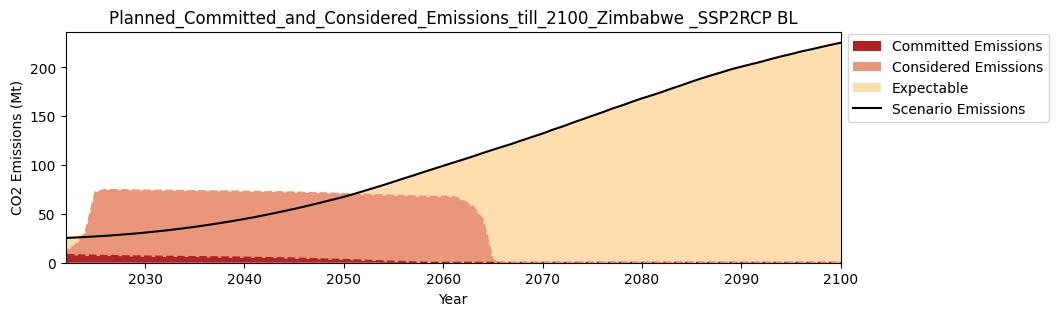 Planned_Committed_and_Considered_Emissions_till_2100_Zimbabwe _SSP2RCP BL
Committed Emissions
Considered Emissions
Expectable
Scenario Emissions
CO2 Emissions (Mt)
200
150
100
50
0
2030
2040
2050
2060
2070
2080
2090
2100
Year